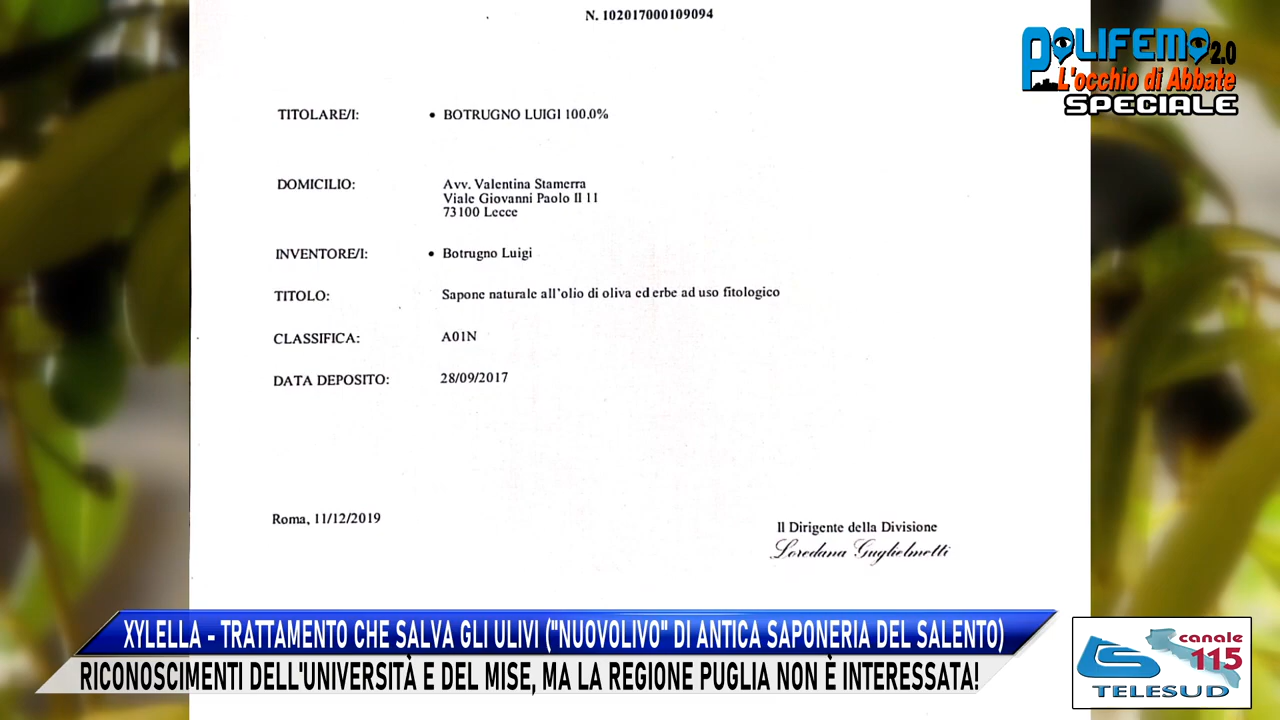 N. 102017000109094
POLIFEMO 2.0
L'occhio di Abbate
SPECIALE
TITOLARE/I: • BOTRUGNO LUIGI 100.0%
DOMICILIO: Avv. Valentina Stamerra
Viale Giovanni Paolo II 11
73100 Lecce
INVENTORE/I: • Botrugno Luigi
TITOLO: Sapone naturale all'olio di oliva ed erbe ad uso fitologico
CLASSIFICA: A01N
DATA DEPOSITO: 28/09/2017
Roma, 11/12/2019
Il Dirigente della Divisione
Loredana Guglielmetti
XYLELLA - TRATTAMENTO CHE SALVA GLI ULIVI ("NUOVOLIVO" DI ANTICA SAPONERIA DEL SALENTO)
RICONOSCIMENTI DELL'UNIVERSITÀ E DEL MISE, MA LA REGIONE PUGLIA NON È INTERESSATA!
canale
115
TS
TELESUD